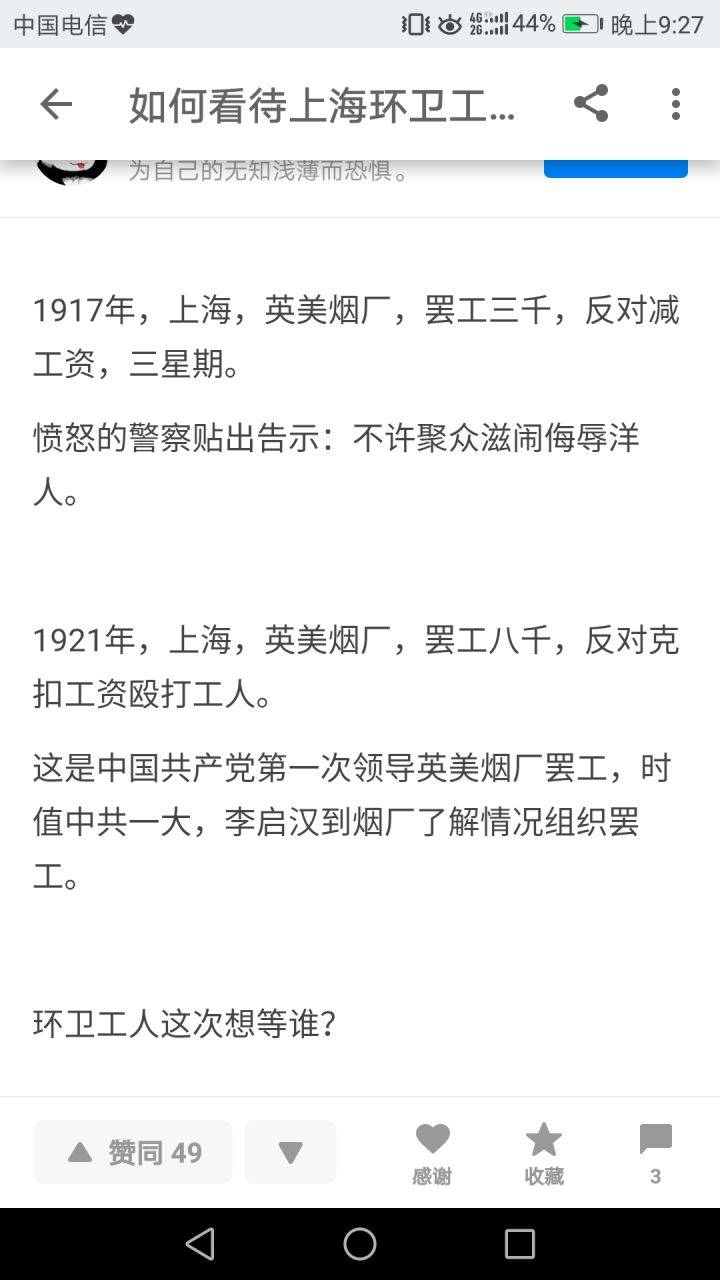 中国电信
4G
2G
44%
晚上9:27
如何看待上海环卫工...
为自己的无知浅薄而恐惧。
1917年，上海，英美烟厂，罢工三千，反对减
工资，三星期。
愤怒的警察贴出告示：不许聚众滋闹侮辱洋
人。
1921年，上海，英美烟厂，罢工八千，反对克
扣工资殴打工人。
这是中国共产党第一次领导英美烟厂罢工，时
值中共一大，李启汉到烟厂了解情况组织罢
工。
环卫工人这次想等谁？
赞同 49
感谢
收藏
3